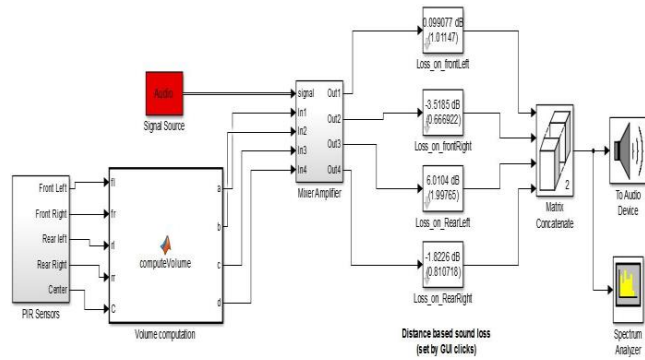 Audio
Signal Source
Front Left
Front Right
Rear left
Rear Right
Center
PIR Sensors
fl
fr
rl
rr
C
computeVolume
a
b
c
d
Volume computation
signal
In1
In2
In3
In4
Out1
Out2
Out3
Out4
Mixer Amplifier
0.099077 dB
(1.01147)
Loss_on_frontLeft
-3.5185 dB
(0.666922)
Loss_on_frontRight
6.0104 dB
(1.99765)
Loss_on_RearLeft
-1.8226 dB
(0.810718)
Loss_on_RearRight
Distance based sound loss
(set by GUI clicks)
2
Matrix
Concatenate
To Audio
Device
Spectrum
Analyzer